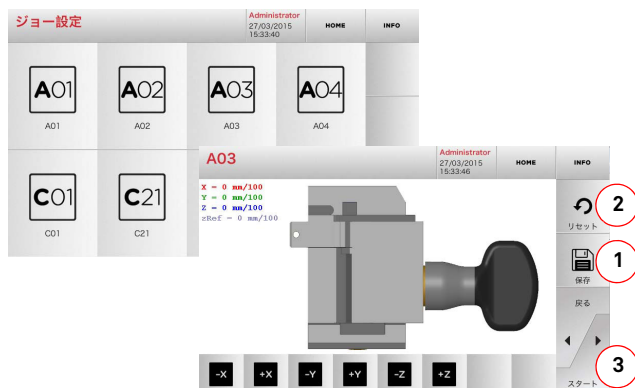 ジョー設定
Administrator
27/03/2015
15:33:40
HOME
INFO
A01
A02
A03
A04
A01
A02
A03
A04
C01
C21
C01
C21
A03
Administrator
27/03/2015
15:33:46
HOME
INFO
X = 0 mm/100
Y = 0 mm/100
Z = 0 mm/100
zRef = 0 mm/100
リセット
2
保存
1
戻る
スタート
3
-X
+X
-Y
+Y
-Z
+Z